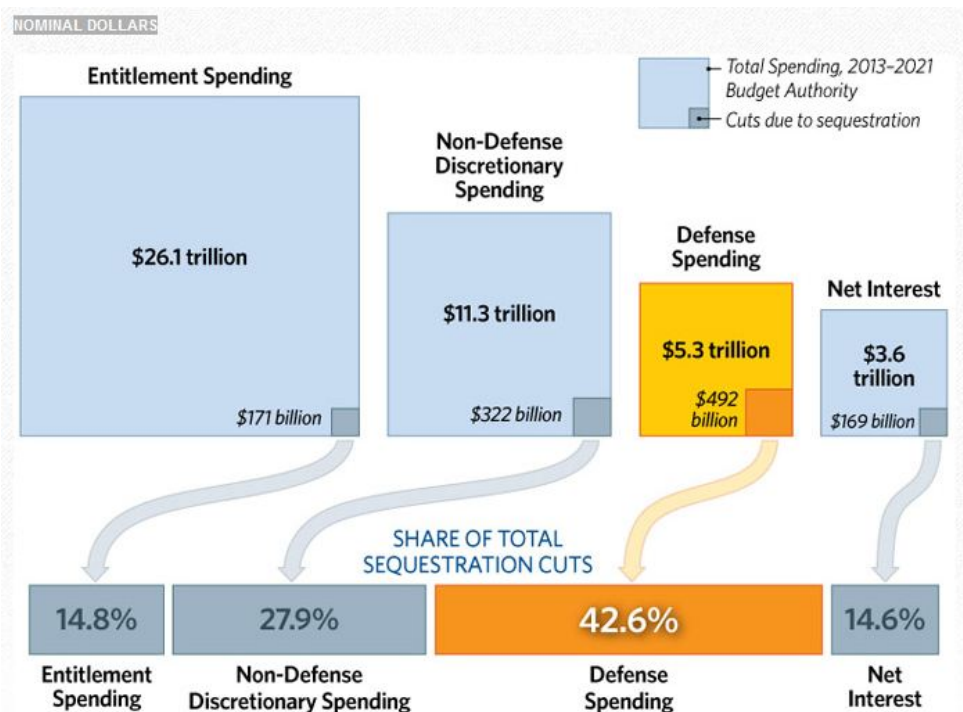 NOMINAL DOLLARS
Entitlement Spending
Total Spending, 2013–2021
Budget Authority
Cuts due to sequestration
Non-Defense
Discretionary
Spending
Defense
Spending
Net Interest
$26.1 trillion
$11.3 trillion
$5.3 trillion
$3.6
trillion
$171 billion
$322 billion
$492
billion
$169 billion
SHARE OF TOTAL
SEQUESTRATION CUTS
14.8%
27.9%
42.6%
14.6%
Entitlement
Spending
Non-Defense
Discretionary Spending
Defense
Spending
Net
Interest